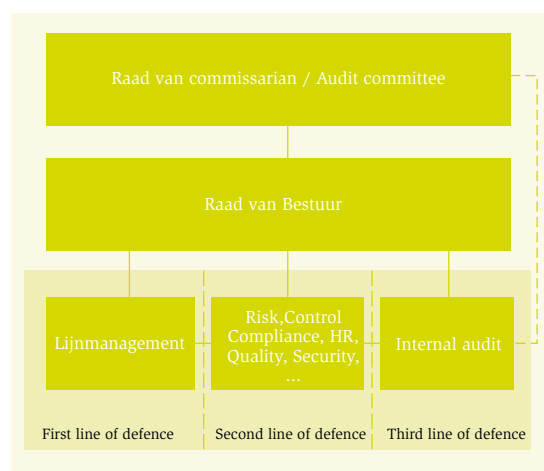 Raad van commissarian / Audit committee
Raad van Bestuur
Lijnmanagement
Risk,Control
Compliance, HR,
Quality, Security,
...
Internal audit
First line of defence
Second line of defence
Third line of defence